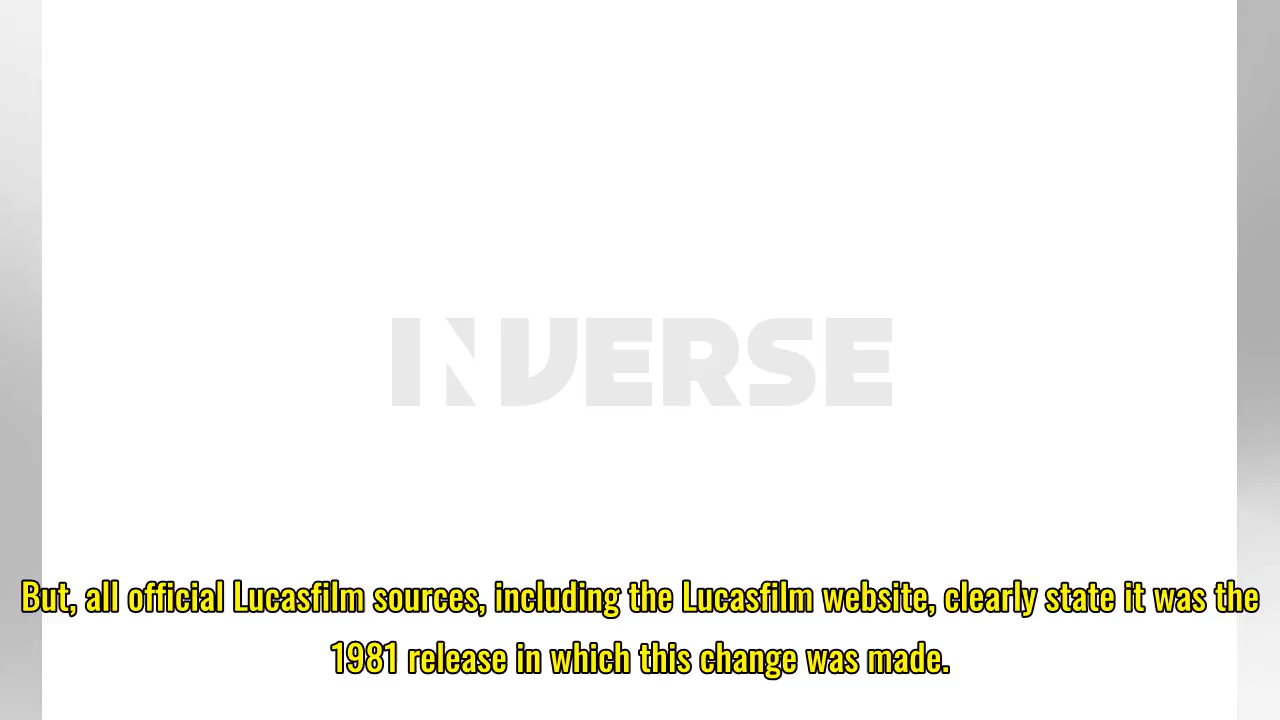 INVERSE
But, all official Lucasfilm sources, including the Lucasfilm website, clearly state it was the
1981 release in which this change was made.